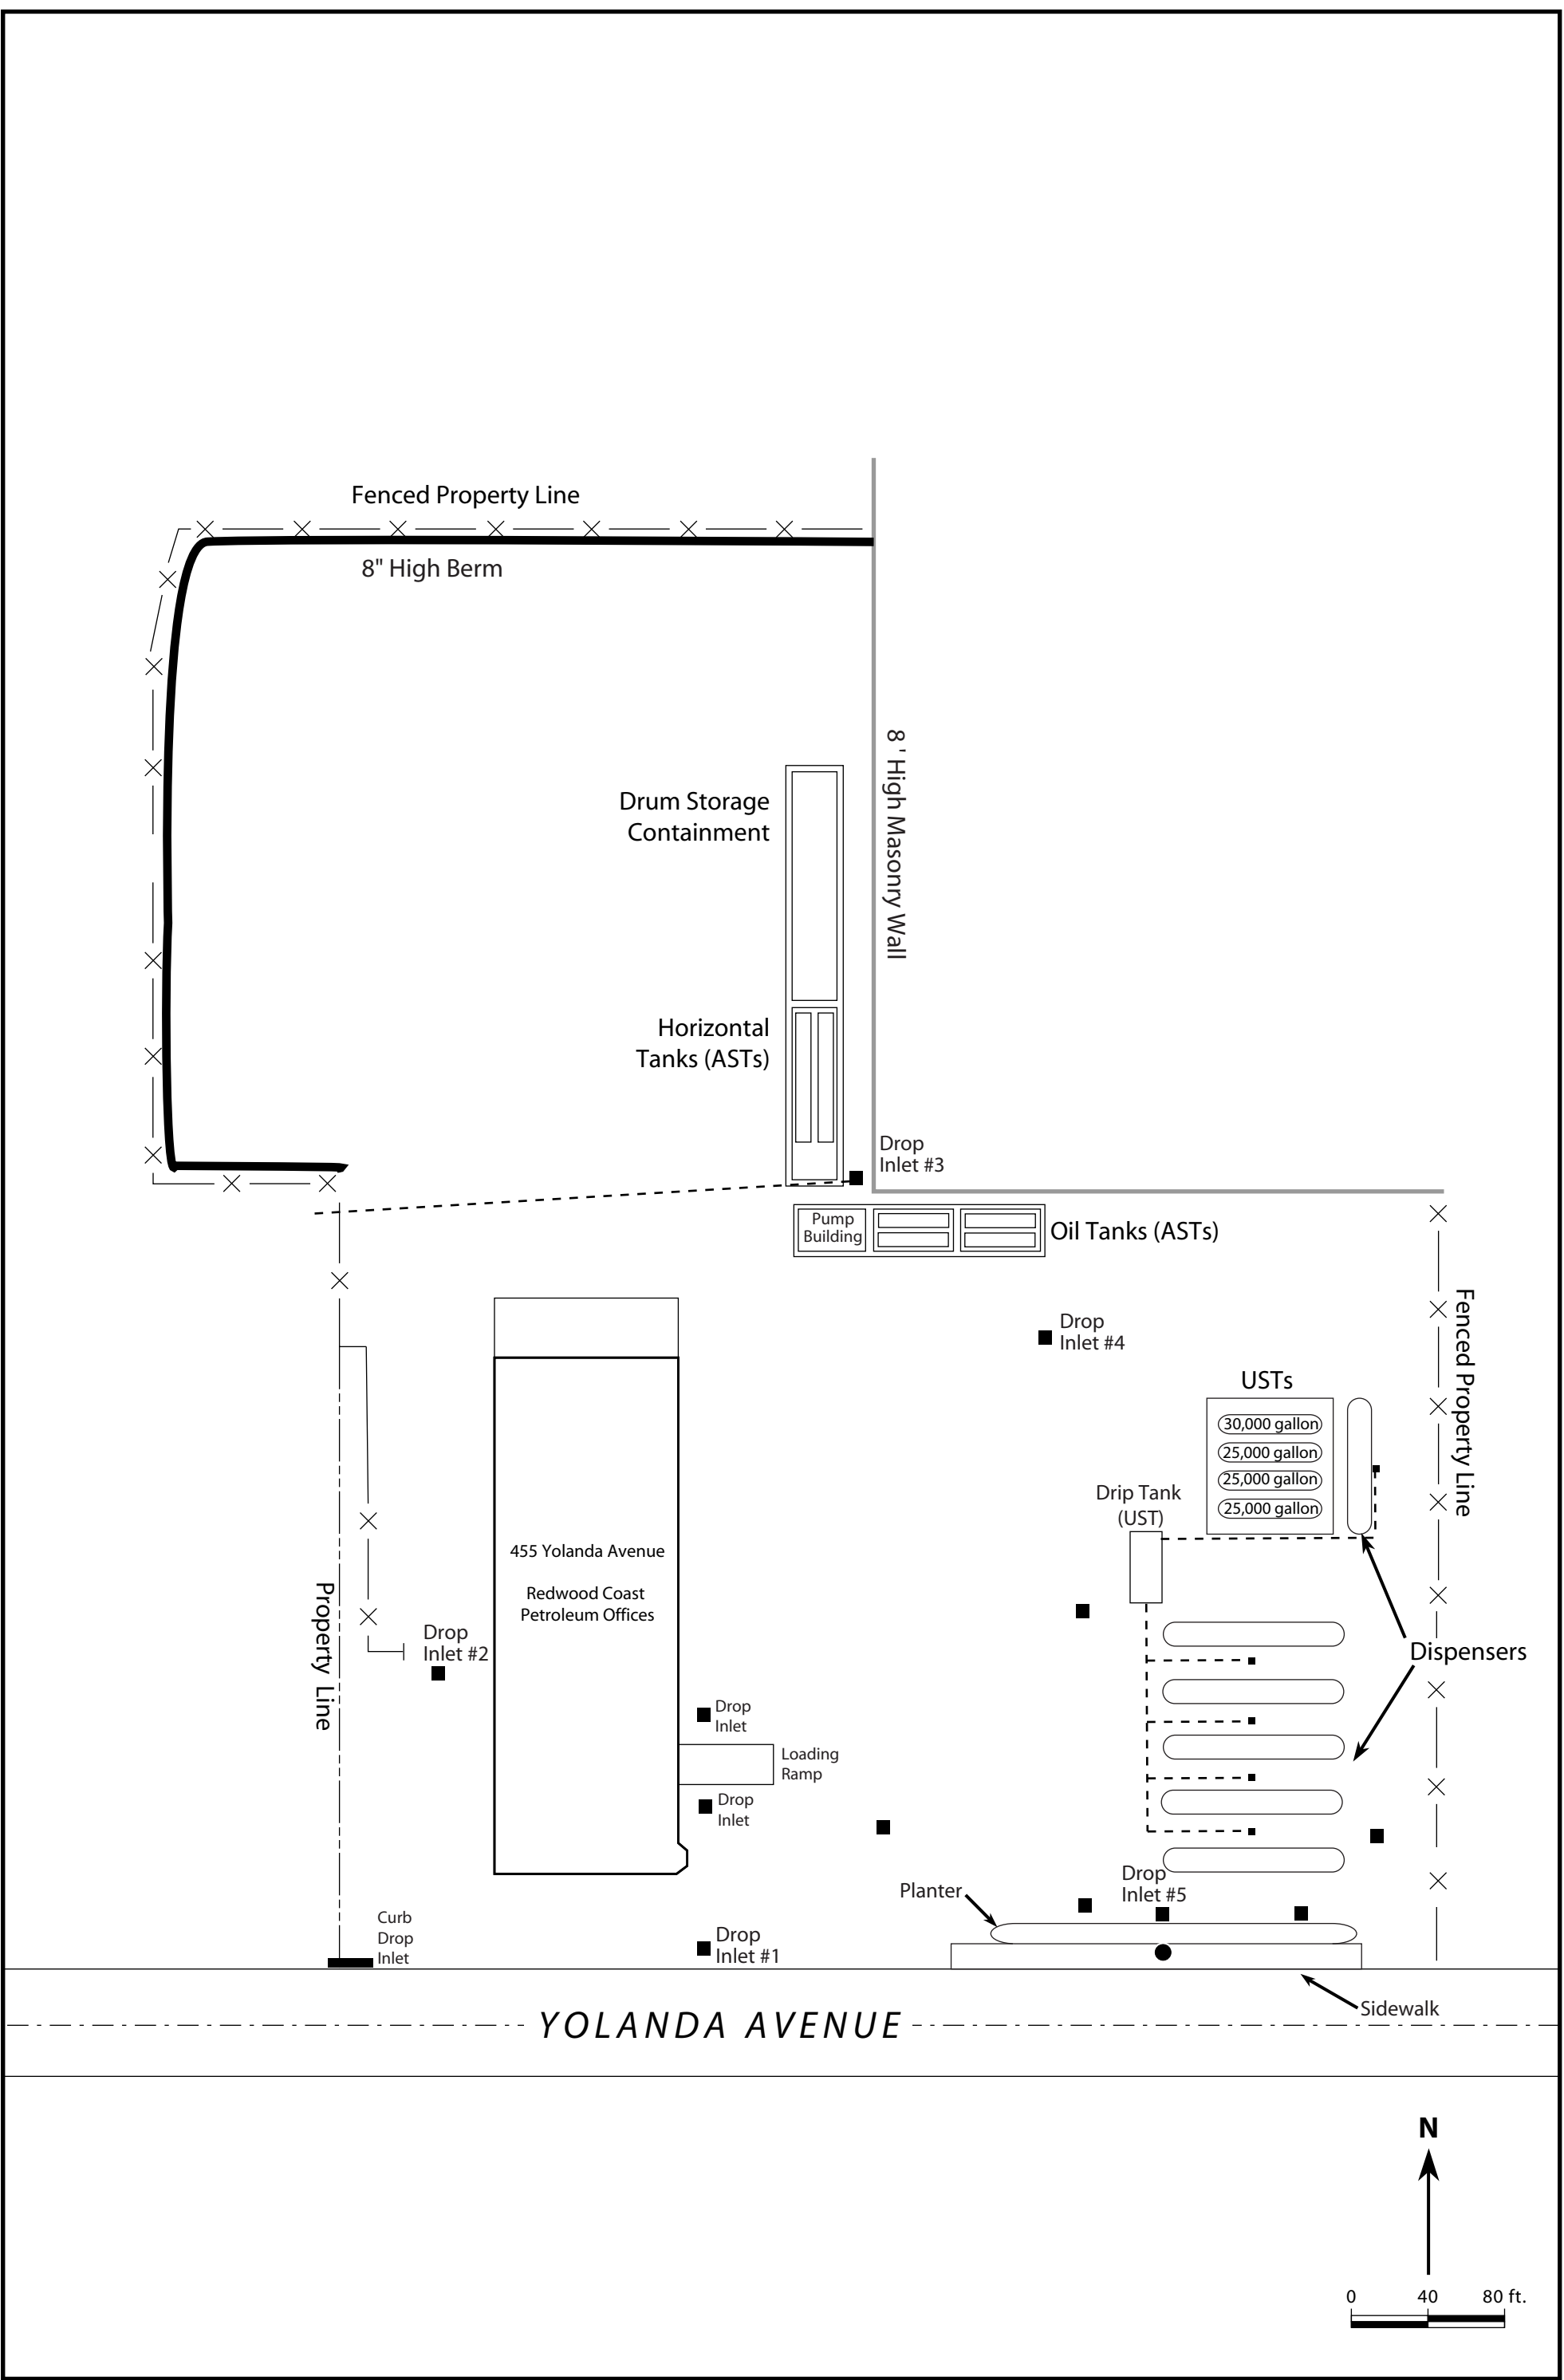 Fenced Property Line
8" High Berm
8 ' High Masonry Wall
Drum Storage
Containment
Horizontal
Tanks (ASTs)
Drop
Inlet #3
Pump
Building
Oil Tanks (ASTs)
Fenced Property Line
Drop
Inlet #4
USTs
30,000 gallon
25,000 gallon
25,000 gallon
25,000 gallon
Drip Tank
(UST)
455 Yolanda Avenue
Redwood Coast
Petroleum Offices
Property Line
Drop
Inlet #2
Dispensers
Drop
Inlet
Loading
Ramp
Drop
Inlet
Planter
Drop
Inlet #5
Curb
Drop
Inlet
Drop
Inlet #1
Sidewalk
YOLANDA AVENUE
N
0 40 80 ft.